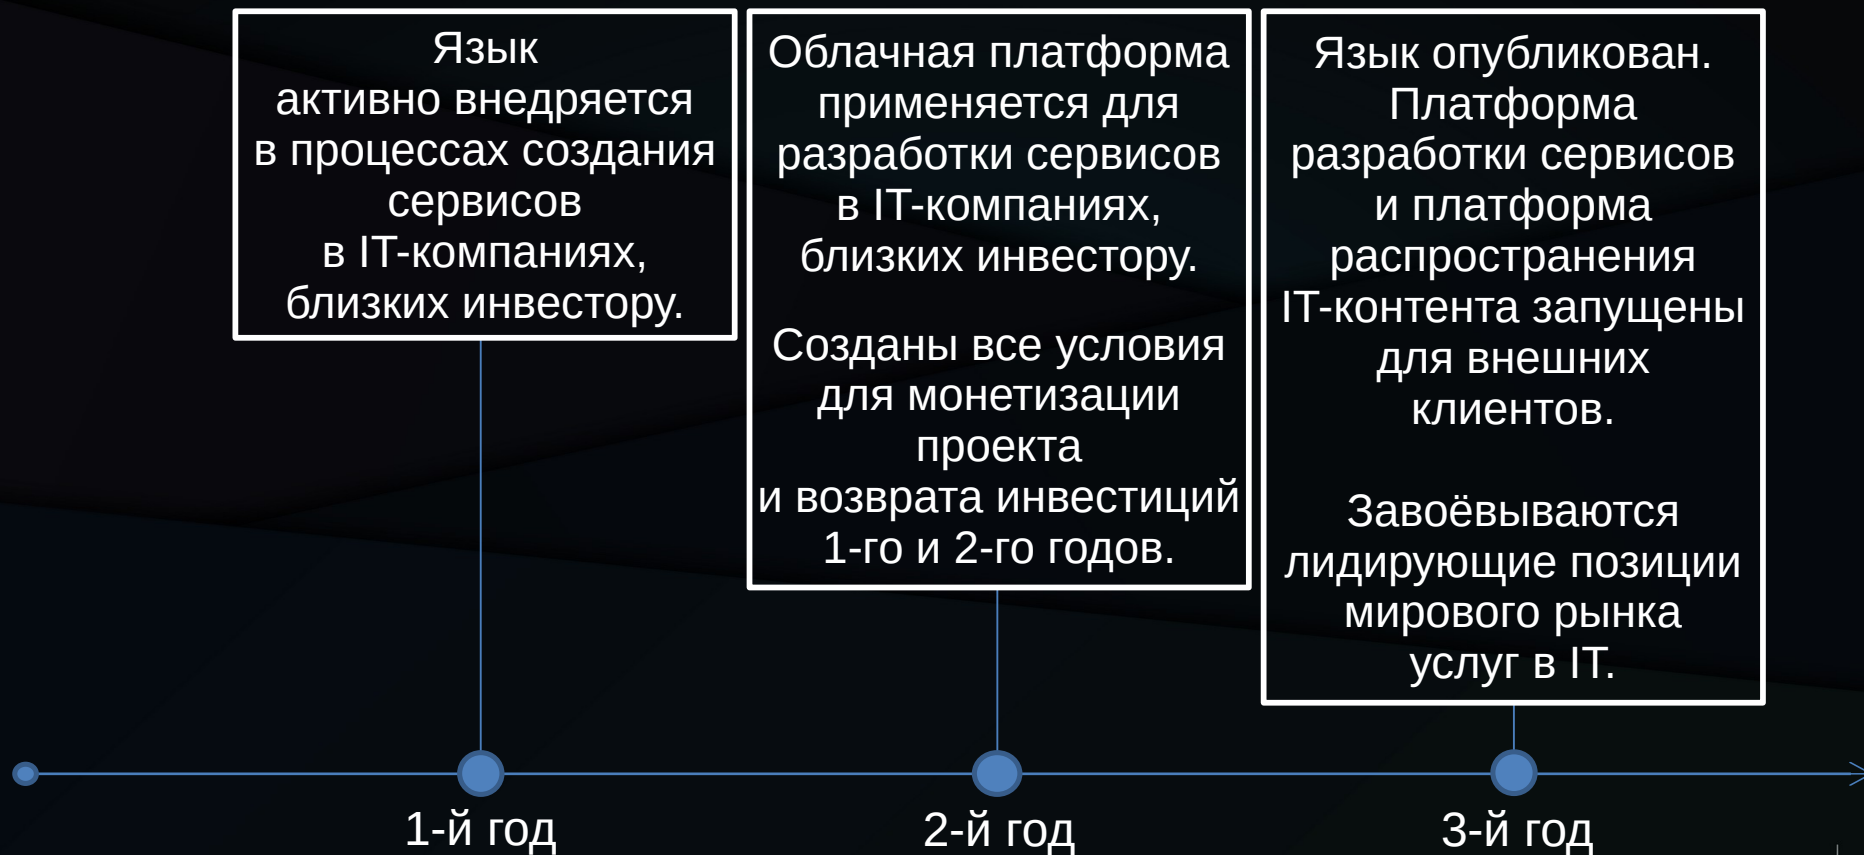 Язык
активно внедряется
в процессах создания
сервисов
в IT-компаниях,
близких инвестору.
Облачная платформа
применяется для
разработки сервисов
в IT-компаниях,
близких инвестору.
Созданы все условия
для монетизации
проекта
и возврата инвестиций
1-го и 2-го годов.
Язык опубликован.
Платформа
разработки сервисов
и платформа
распространения
IT-контента запущены
для внешних
клиентов.
Завоёвываются
лидирующие позиции
мирового рынка
услуг в IT.
1-й год
2-й год
3-й год